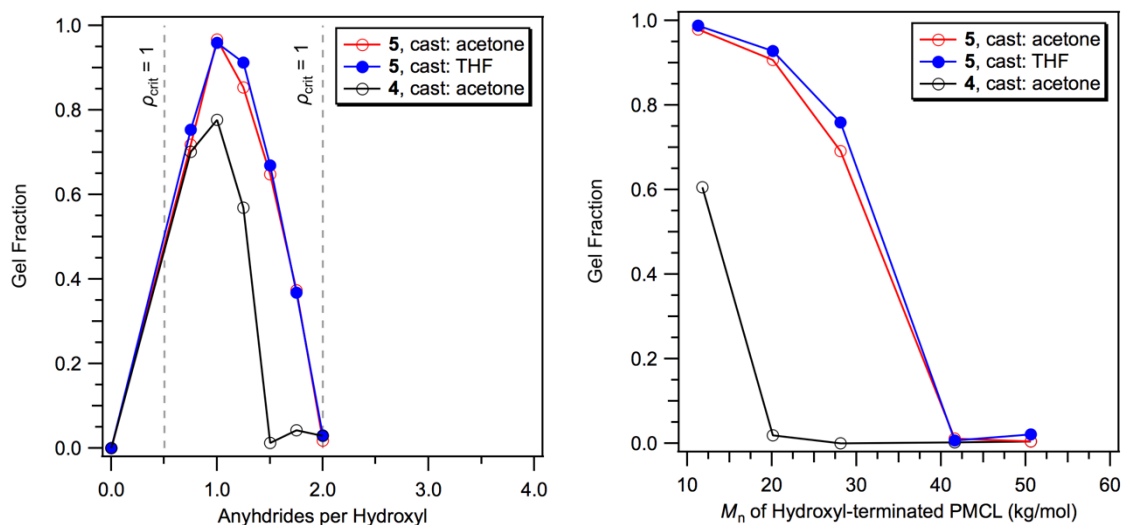 1.0
0.8
0.6
0.4
0.2
0.0
Gel Fraction
ρcrit = 1
ρcrit = 1
5, cast: acetone
5, cast: THF
4, cast: acetone
0.0 1.0 2.0 3.0 4.0
Anyhdrides per Hydroxyl
1.0
0.8
0.6
0.4
0.2
0.0
Gel Fraction
5, cast: acetone
5, cast: THF
4, cast: acetone
10 20 30 40 50 60
Mn of Hydroxyl-terminated PMCL (kg/mol)